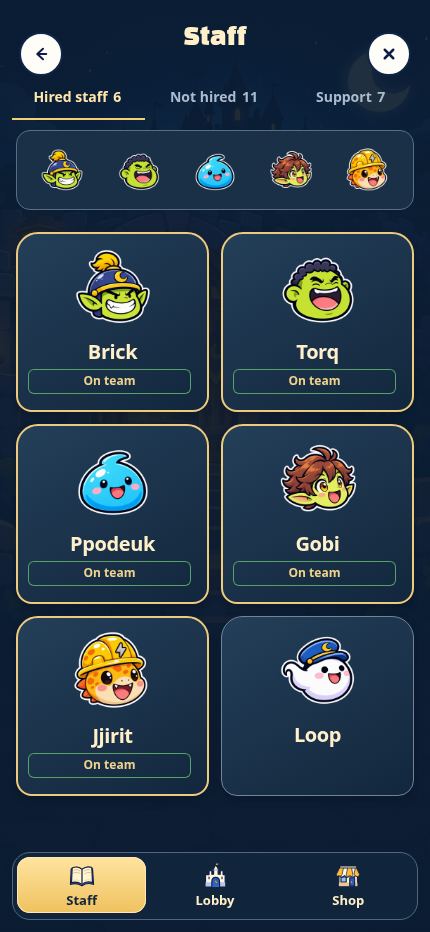 Staff
Hired staff 6
Not hired 11
Support 7
Brick
On team
Torq
On team
Ppodeuk
On team
Gobi
On team
Jjirit
On team
Loop
Staff
Lobby
Shop